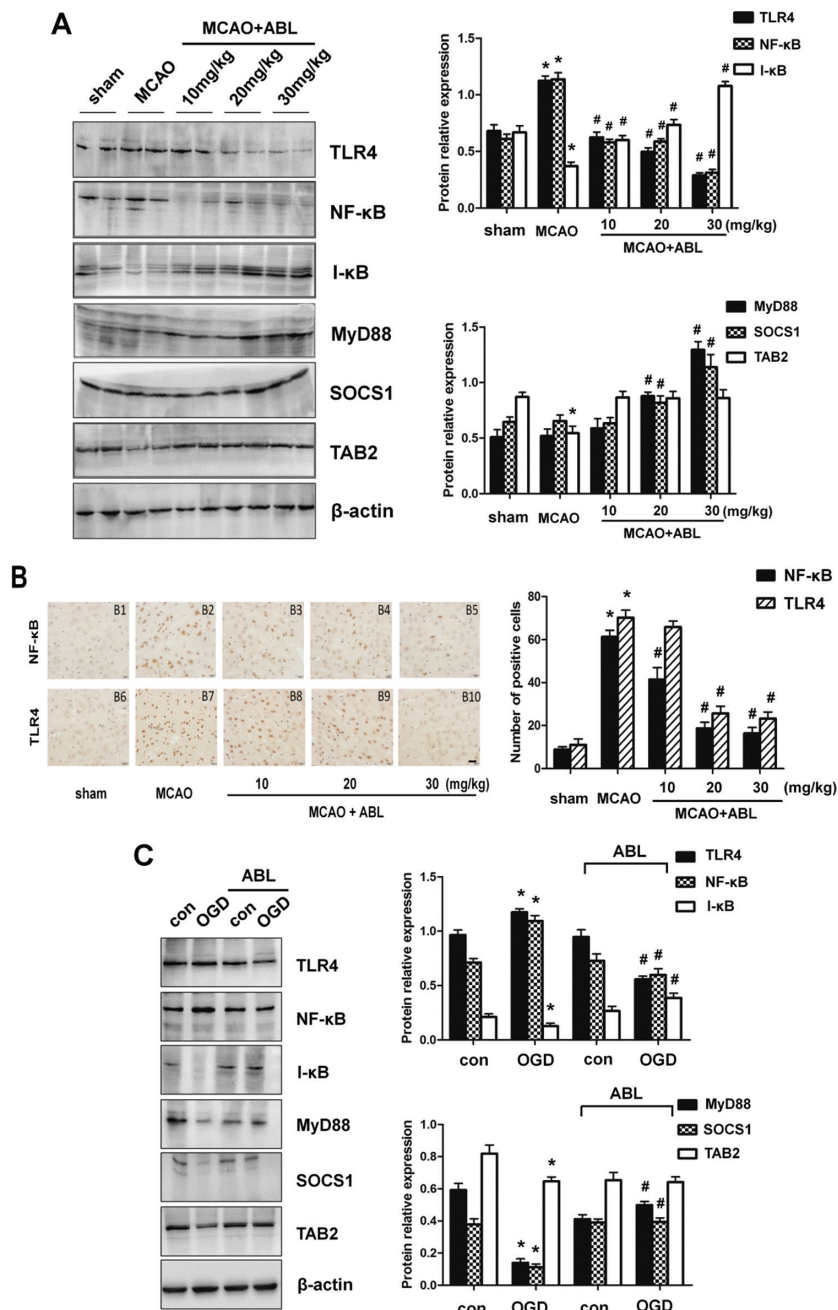 A
MCAO+ABL
sham
MCAO
10mg/kg
20mg/kg
30mg/kg
TLR4
NF-κB
I-κB
MyD88
SOCS1
TAB2
β-actin
TLR4
NF-κB
I-κB
Protein relative expression
1.5
1.0
0.5
0.0
* *
*
# # #
# # #
# # #
sham MCAO 10 20 30 (mg/kg)
MCAO+ABL
MyD88
SOCS1
TAB2
Protein relative expression
1.5
1.0
0.5
0.0
*
# #
# #
sham MCAO 10 20 30 (mg/kg)
MCAO+ABL
B
NF-κB
B1 B2 B3 B4 B5
TLR4
B6 B7 B8 B9 B10
sham MCAO 10 20 30 (mg/kg)
MCAO + ABL
NF-κB
TLR4
Number of positive cells
80
60
40
20
0
* *
#
# #
# #
sham MCAO 10 20 30 (mg/kg)
MCAO+ABL
C
ABL
con OGD con OGD
TLR4
NF-κB
I-κB
MyD88
SOCS1
TAB2
β-actin
ABL
TLR4
NF-κB
I-κB
Protein relative expression
1.5
1.0
0.5
0.0
* *
*
# # #
con OGD con OGD
ABL
MyD88
SOCS1
TAB2
Protein relative expression
1.0
0.8
0.6
0.4
0.2
0.0
* *
*
# #
con OGD con OGD